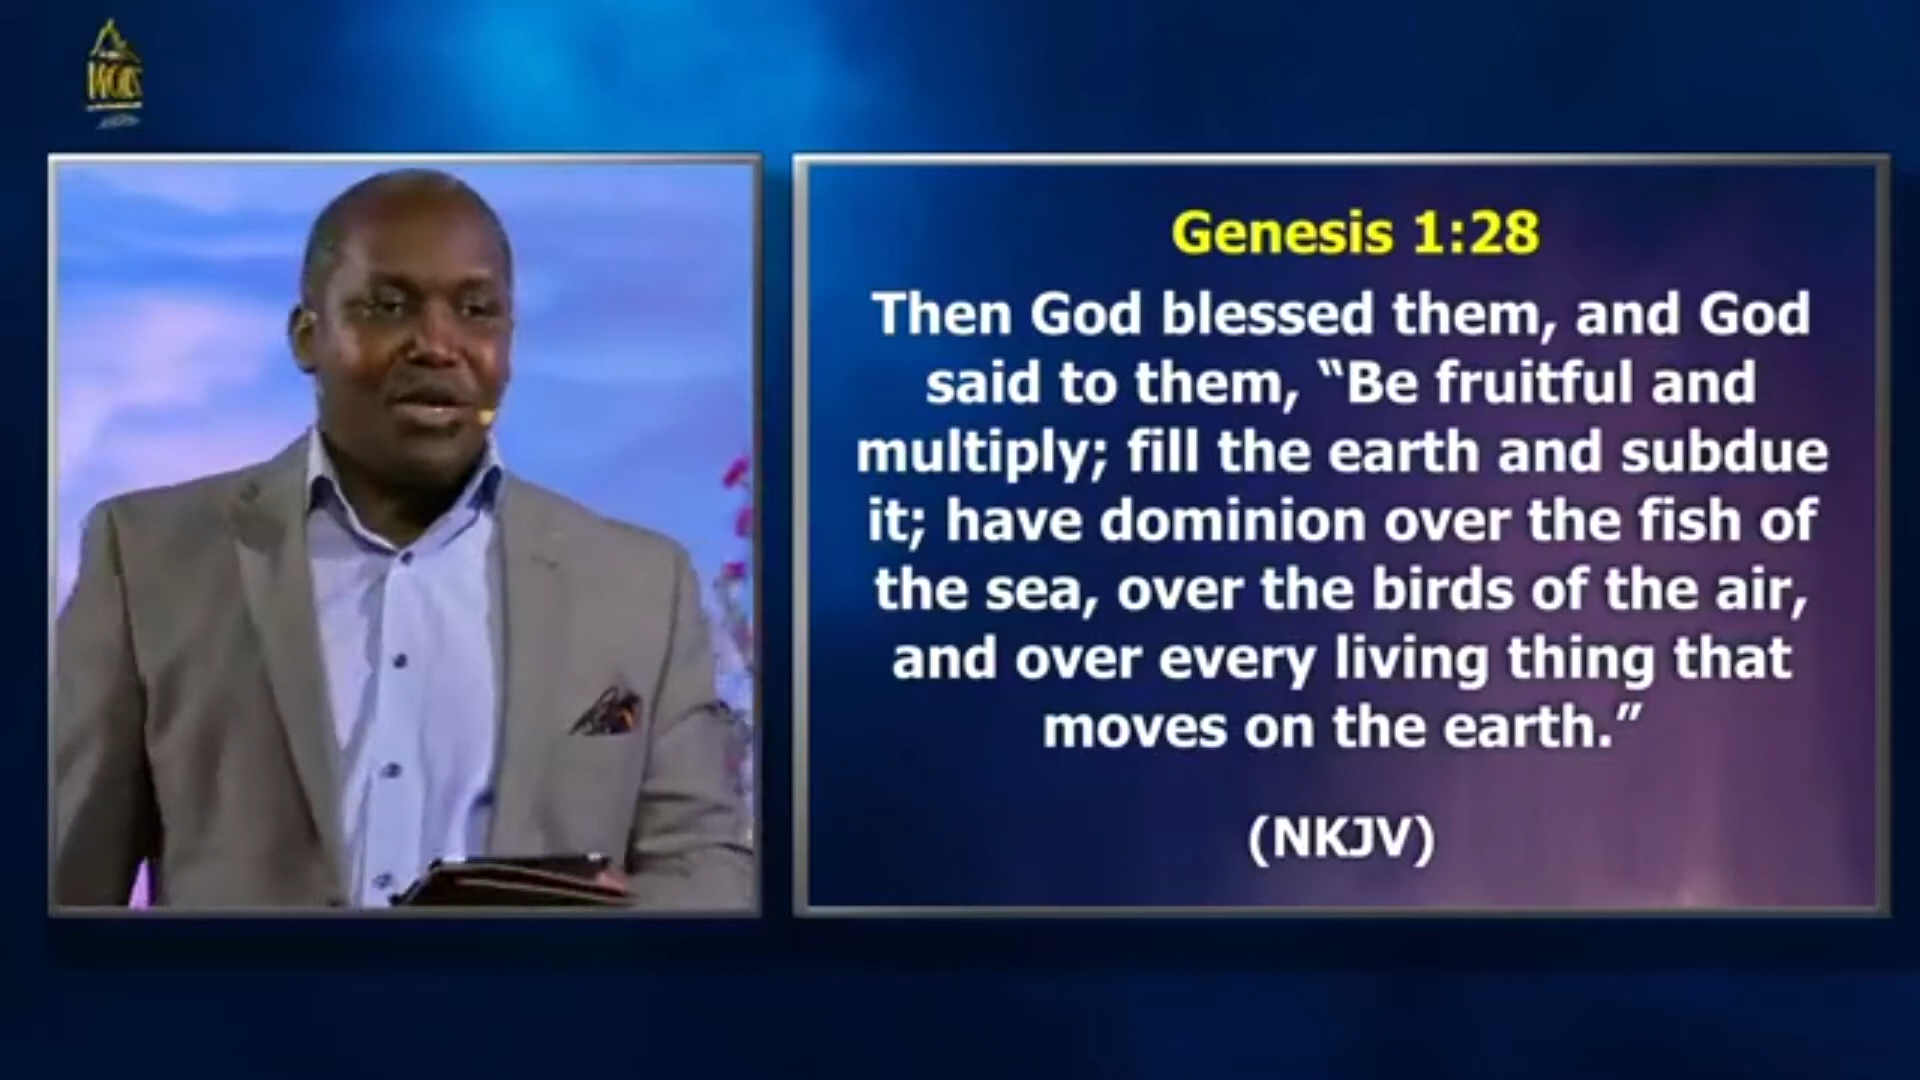 Genesis 1:28
Then God blessed them, and God
said to them, “Be fruitful and
multiply; fill the earth and subdue
it; have dominion over the fish of
the sea, over the birds of the air,
and over every living thing that
moves on the earth.”
(NKJV)